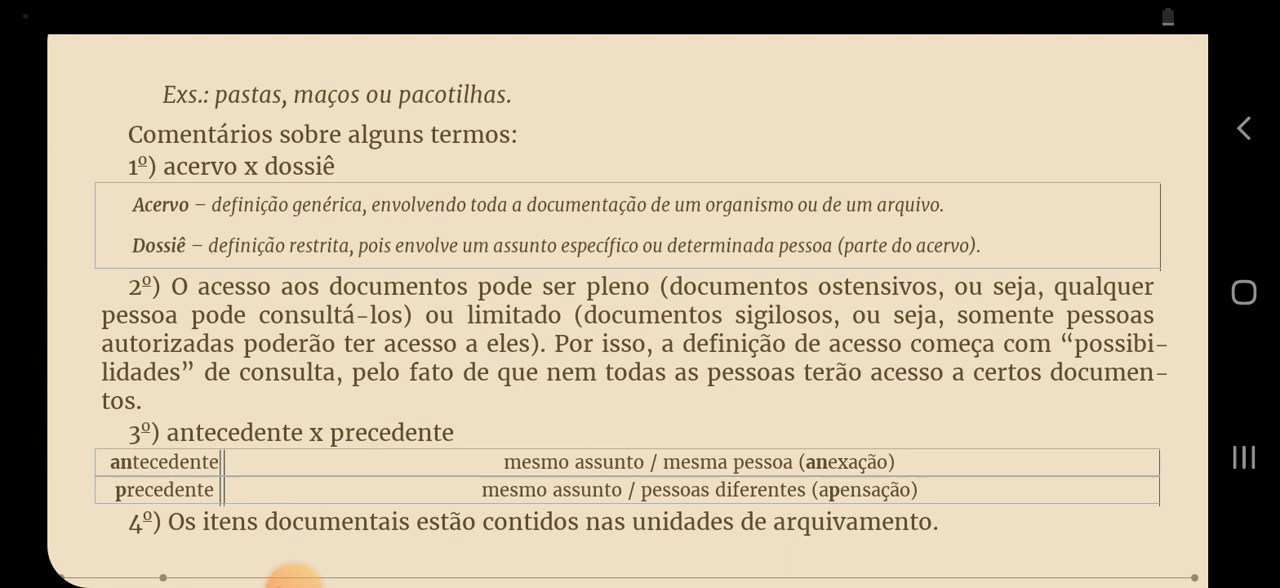 Exs.: pastas, maços ou pacotilhas.
Comentários sobre alguns termos:
1º) acervo x dossiê
Acervo – definição genérica, envolvendo toda a documentação de um organismo ou de um arquivo.
Dossiê – definição restrita, pois envolve um assunto específico ou determinada pessoa (parte do acervo).
2º) O acesso aos documentos pode ser pleno (documentos ostensivos, ou seja, qualquer
pessoa pode consultá-los) ou limitado (documentos sigilosos, ou seja, somente pessoas
autorizadas poderão ter acesso a eles). Por isso, a definição de acesso começa com “possibi-
lidades” de consulta, pelo fato de que nem todas as pessoas terão acesso a certos documen-
tos.
3º) antecedente x precedente
antecedente mesmo assunto / mesma pessoa (anexação)
precedente mesmo assunto / pessoas diferentes (apensação)
4º) Os itens documentais estão contidos nas unidades de arquivamento.